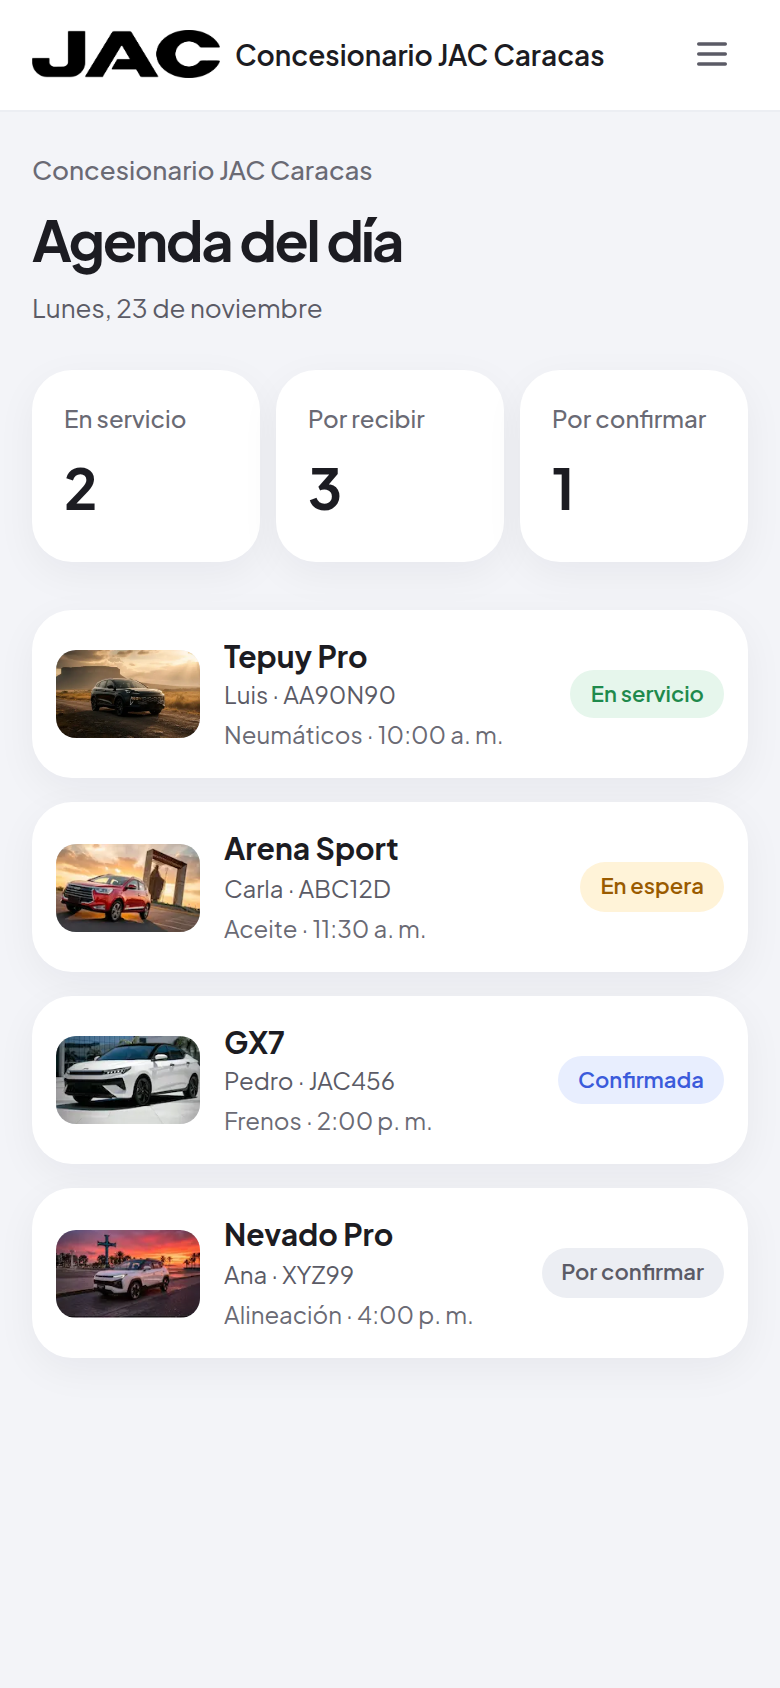 JAC Concesionario JAC Caracas
Concesionario JAC Caracas
Agenda del día
Lunes, 23 de noviembre
En servicio
2
Por recibir
3
Por confirmar
1
Tepuy Pro
Luis · AA90N90
Neumáticos · 10:00 a. m.
En servicio
Arena Sport
Carla · ABC12D
Aceite · 11:30 a. m.
En espera
GX7
Pedro · JAC456
Frenos · 2:00 p. m.
Confirmada
Nevado Pro
Ana · XYZ99
Alineación · 4:00 p. m.
Por confirmar